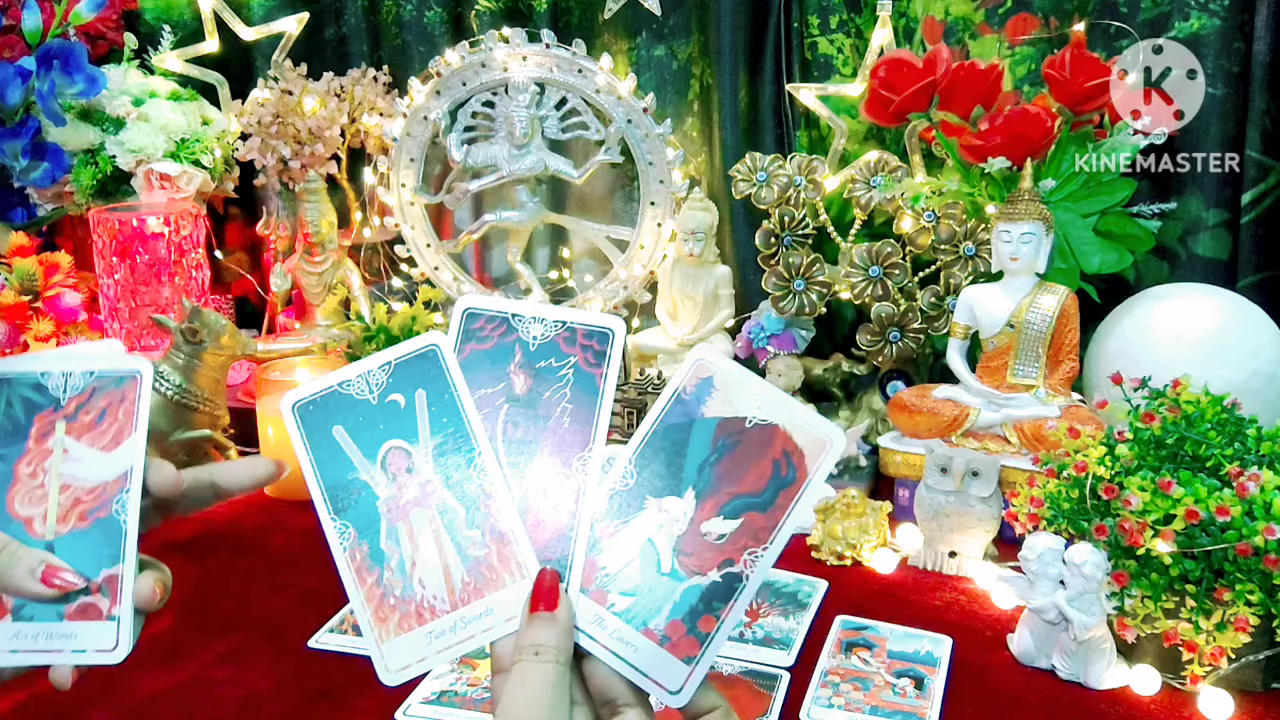 K
KINEMASTER
Two of Swords
The Lovers
Ace of Wands